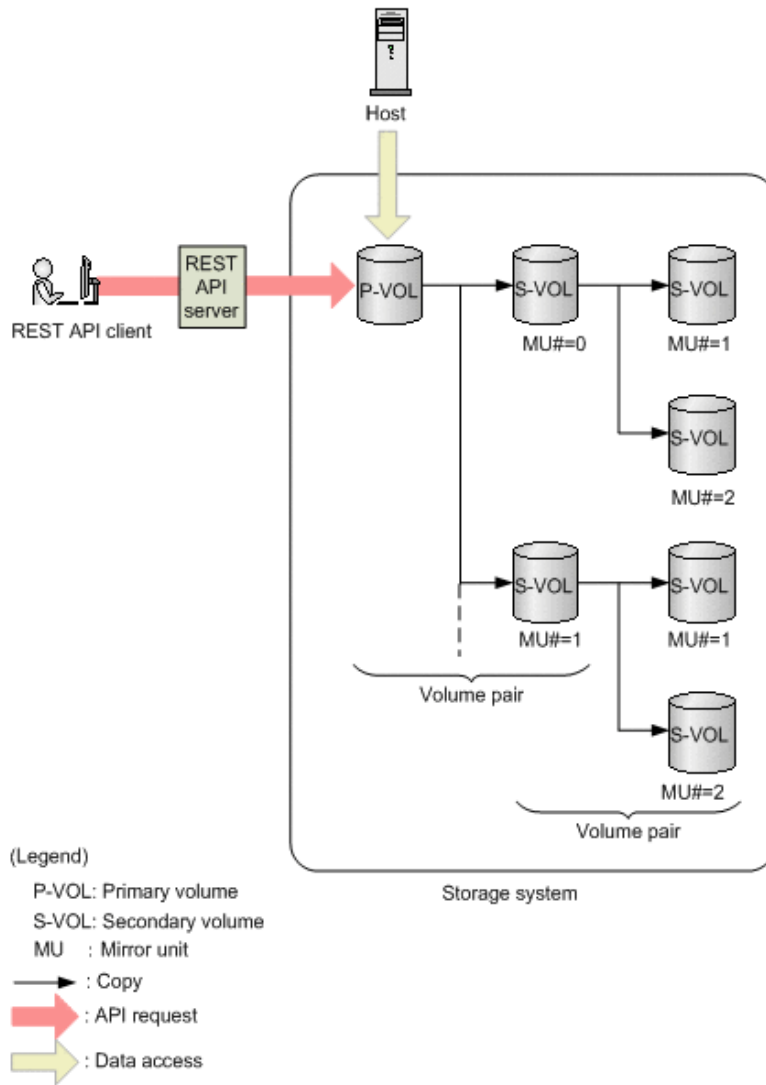 Host
REST
API
server
REST API client
P-VOL
S-VOL
S-VOL
MU#=0
MU#=1
S-VOL
MU#=2
S-VOL
S-VOL
MU#=1
MU#=1
Volume pair
S-VOL
MU#=2
Volume pair
Storage system
(Legend)
P-VOL: Primary volume
S-VOL: Secondary volume
MU : Mirror unit
: Copy
: API request
: Data access